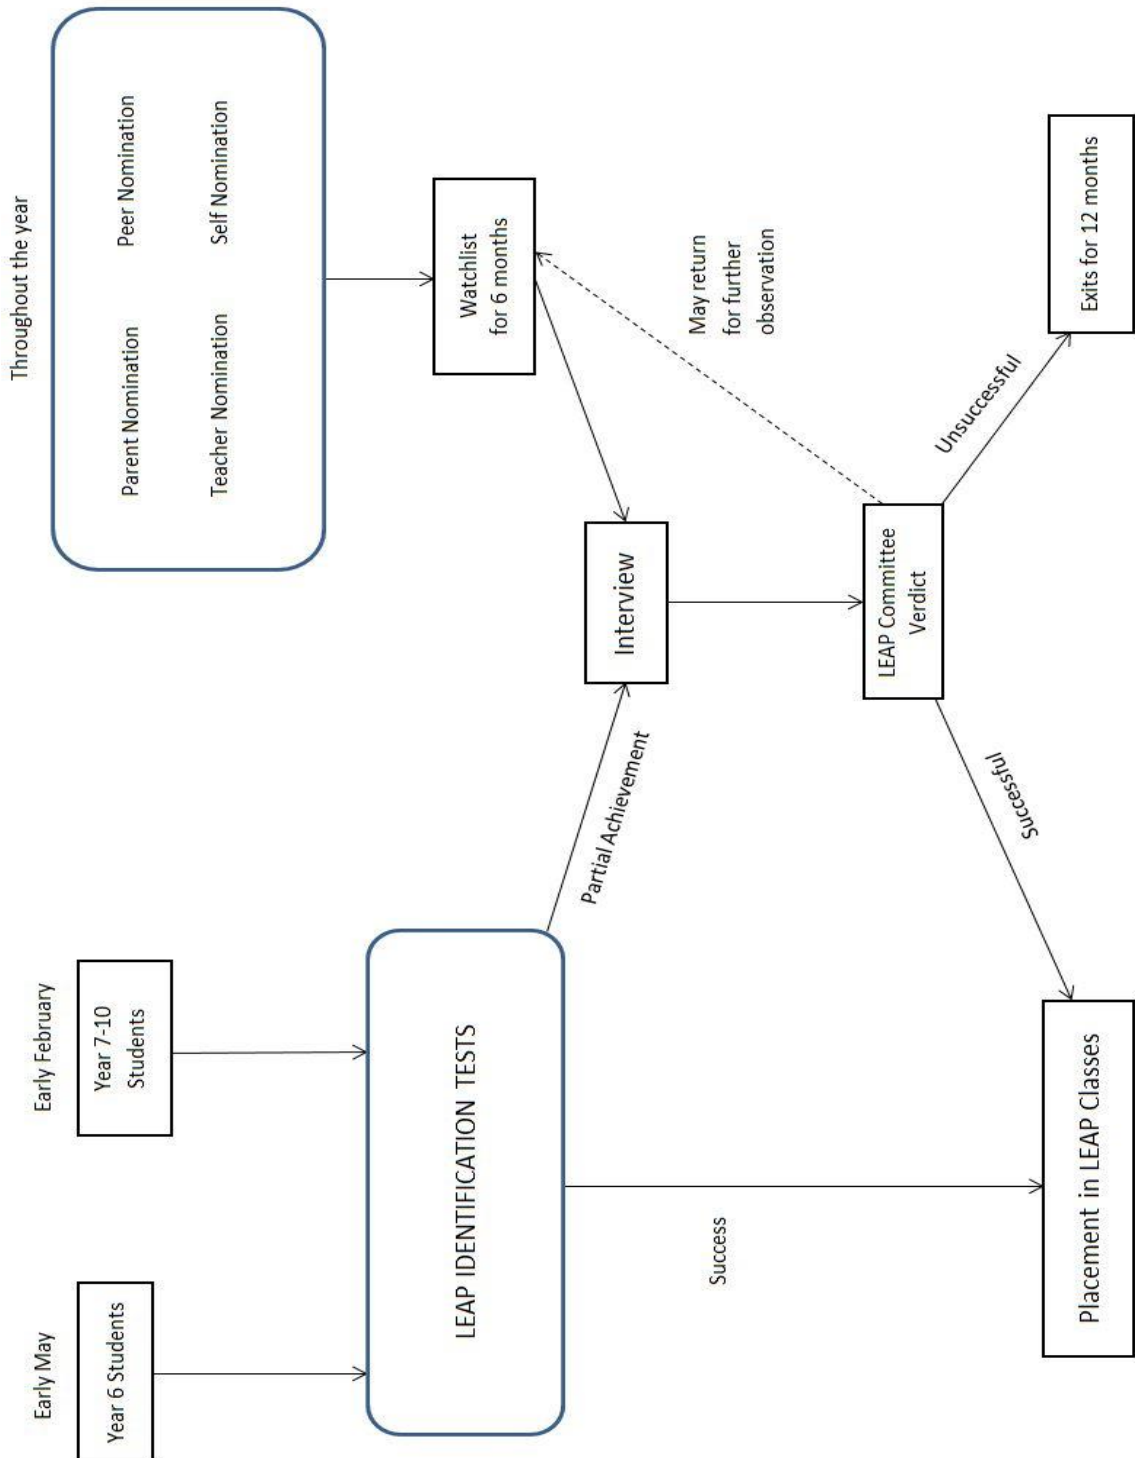 Early May
Early February
Throughout the year
Year 6 Students
Year 7-10
Students
Parent Nomination
Peer Nomination
Teacher Nomination
Self Nomination
LEAP IDENTIFICATION TESTS
Watchlist
for 6 months
Partial Achievement
Interview
May return
for further
observation
Success
LEAP Committee
Verdict
Successful
Unsuccessful
Placement in LEAP Classes
Exits for 12 months